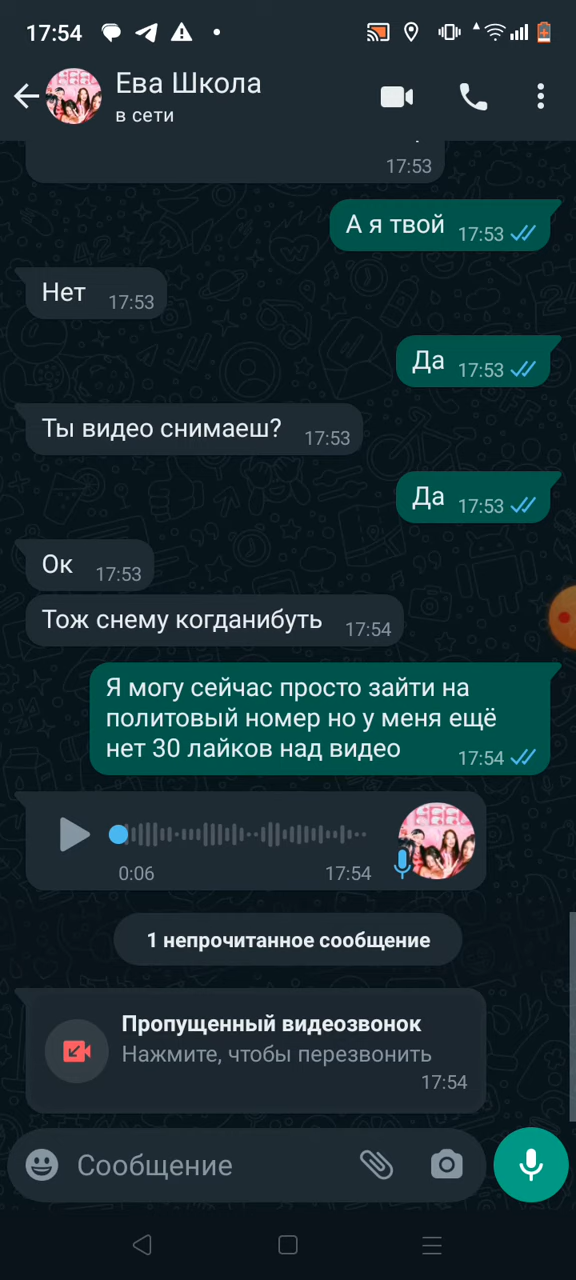 17:54
Ева Школа
в сети
17:53
А я твой 17:53
Нет 17:53
Да 17:53
Ты видео снимаеш? 17:53
Да 17:53
Ок 17:53
Тож снему когданибуть 17:54
Я могу сейчас просто зайти на
политовый номер но у меня ещё
нет 30 лайков над видео 17:54
0:06 17:54
1 непрочитанное сообщение
Пропущенный видеозвонок
Нажмите, чтобы перезвонить
17:54
Сообщение